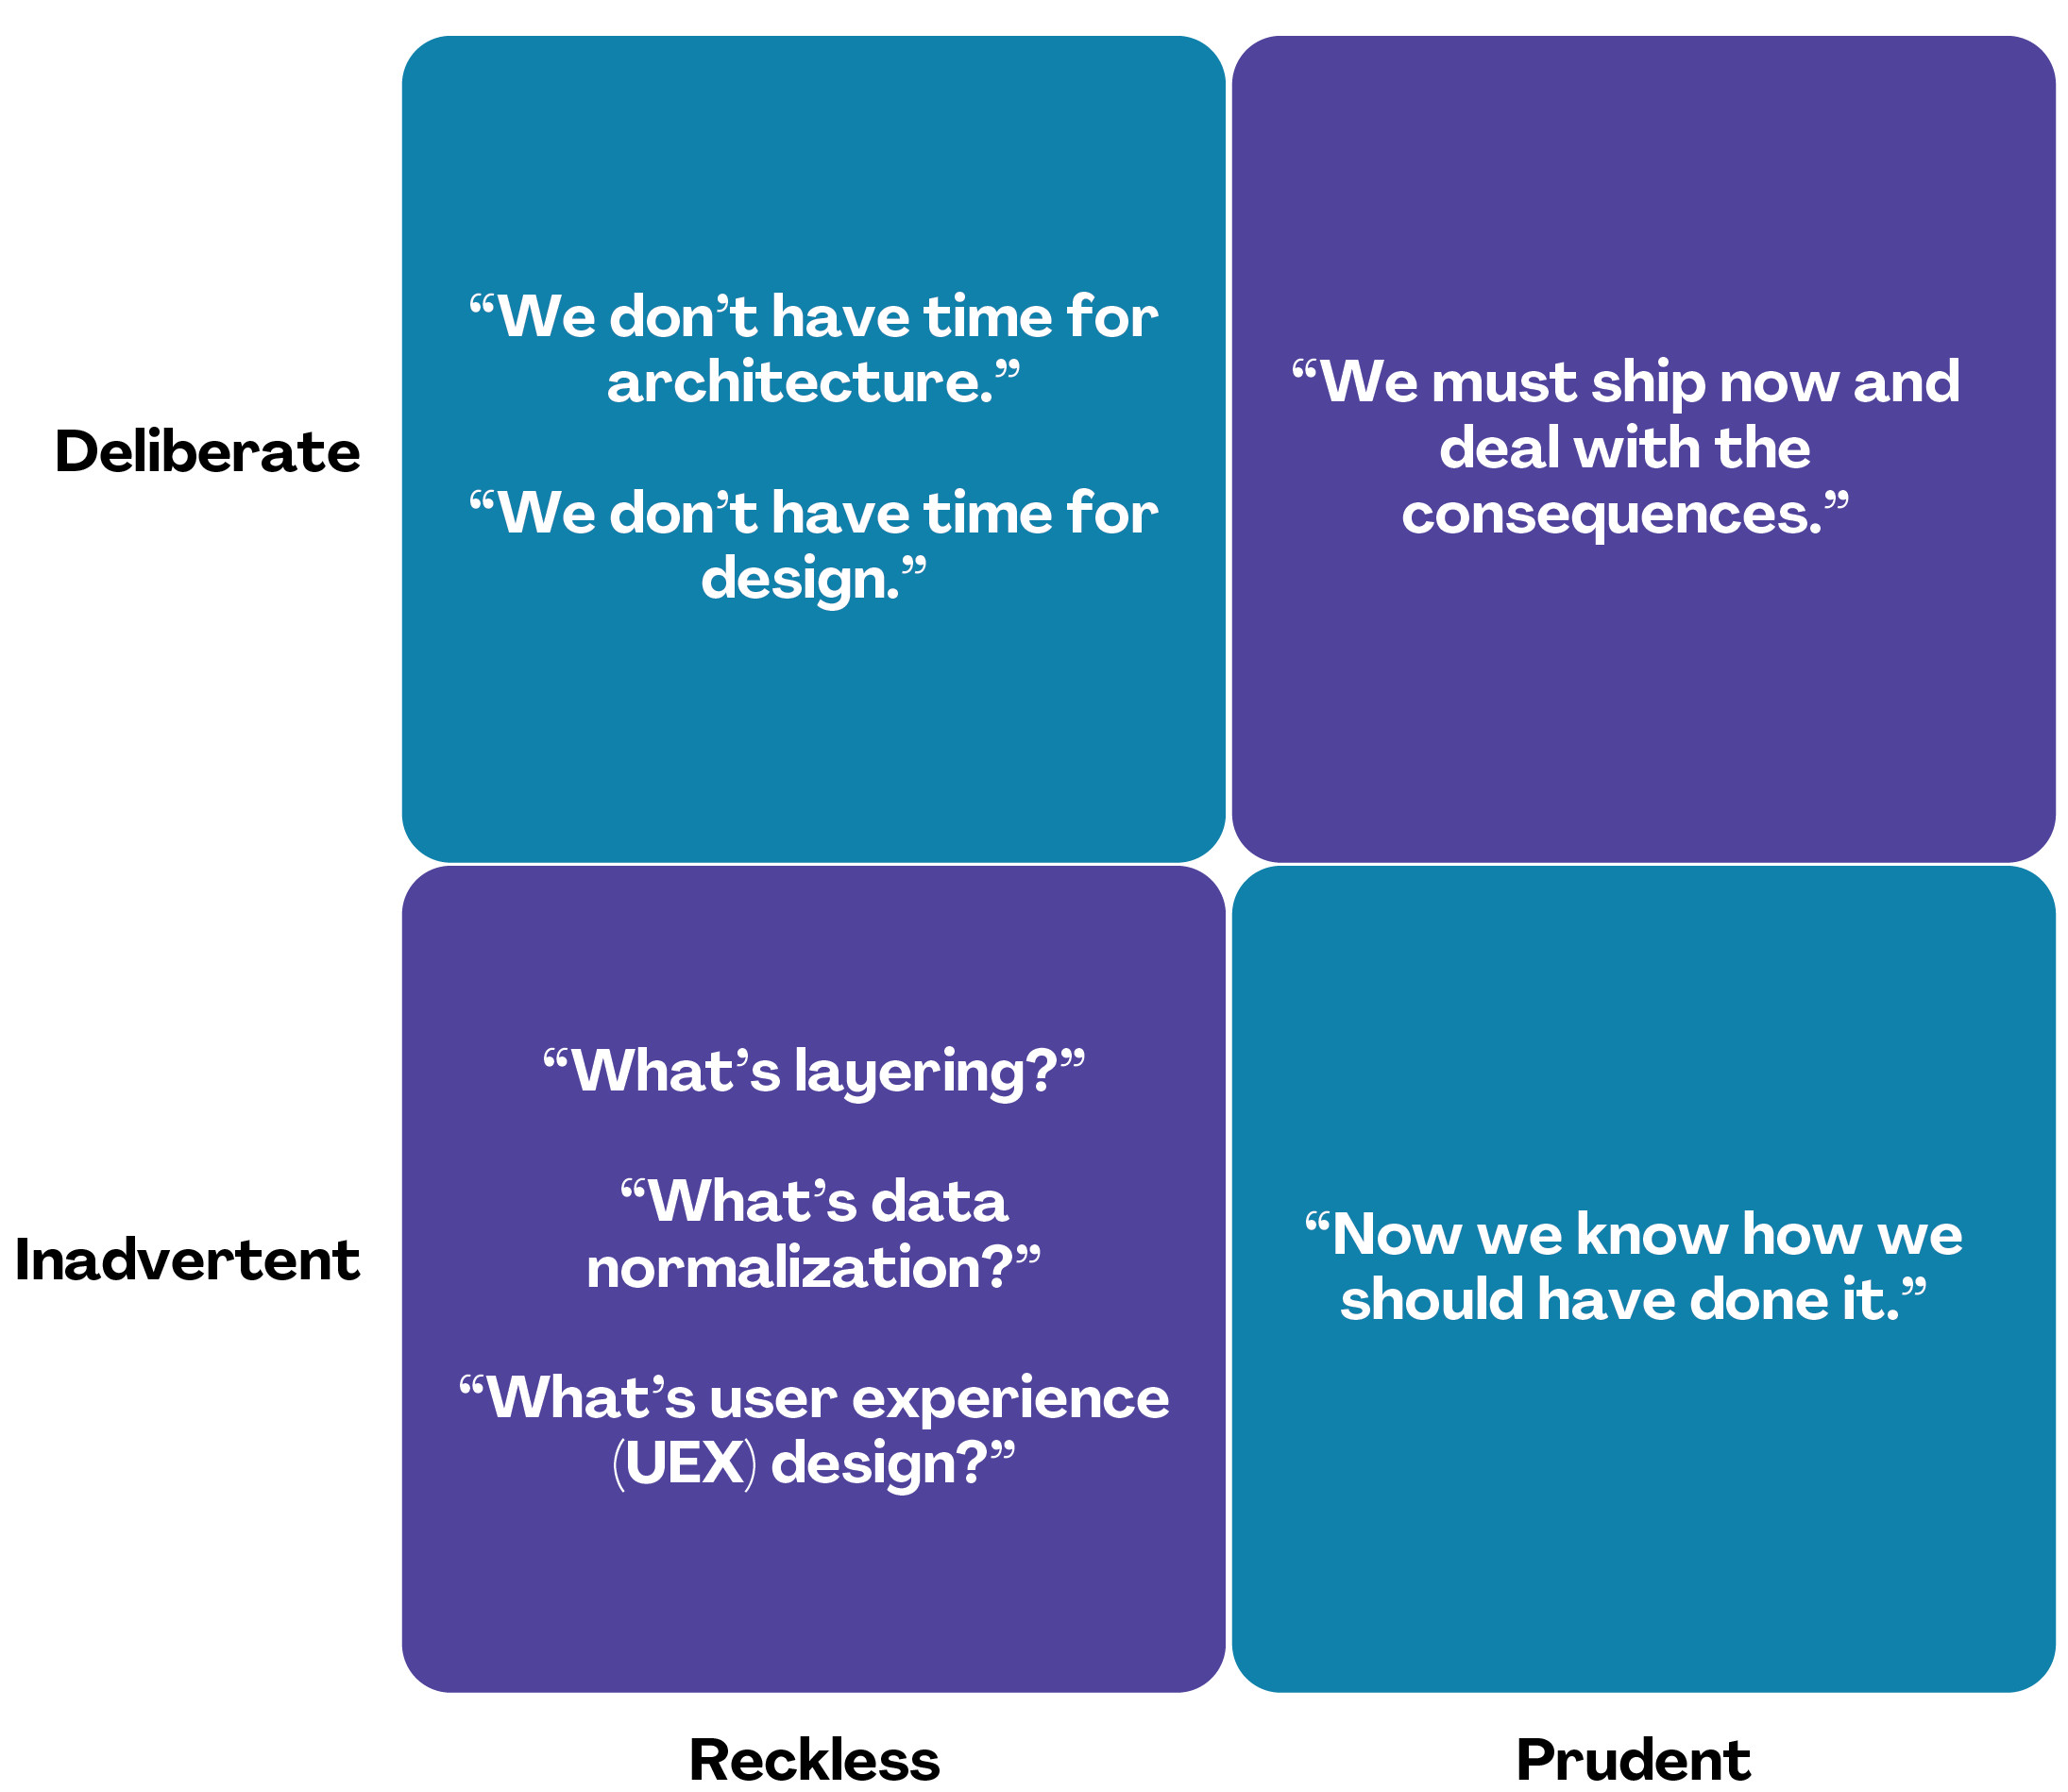 “We don’t have time for
architecture.”
“We don’t have time for
design.”
“We must ship now and
deal with the
consequences.”
Deliberate
“What’s layering?”
“What’s data
normalization?”
“What’s user experience
(UEX) design?”
“Now we know how we
should have done it.”
Inadvertent
Reckless
Prudent